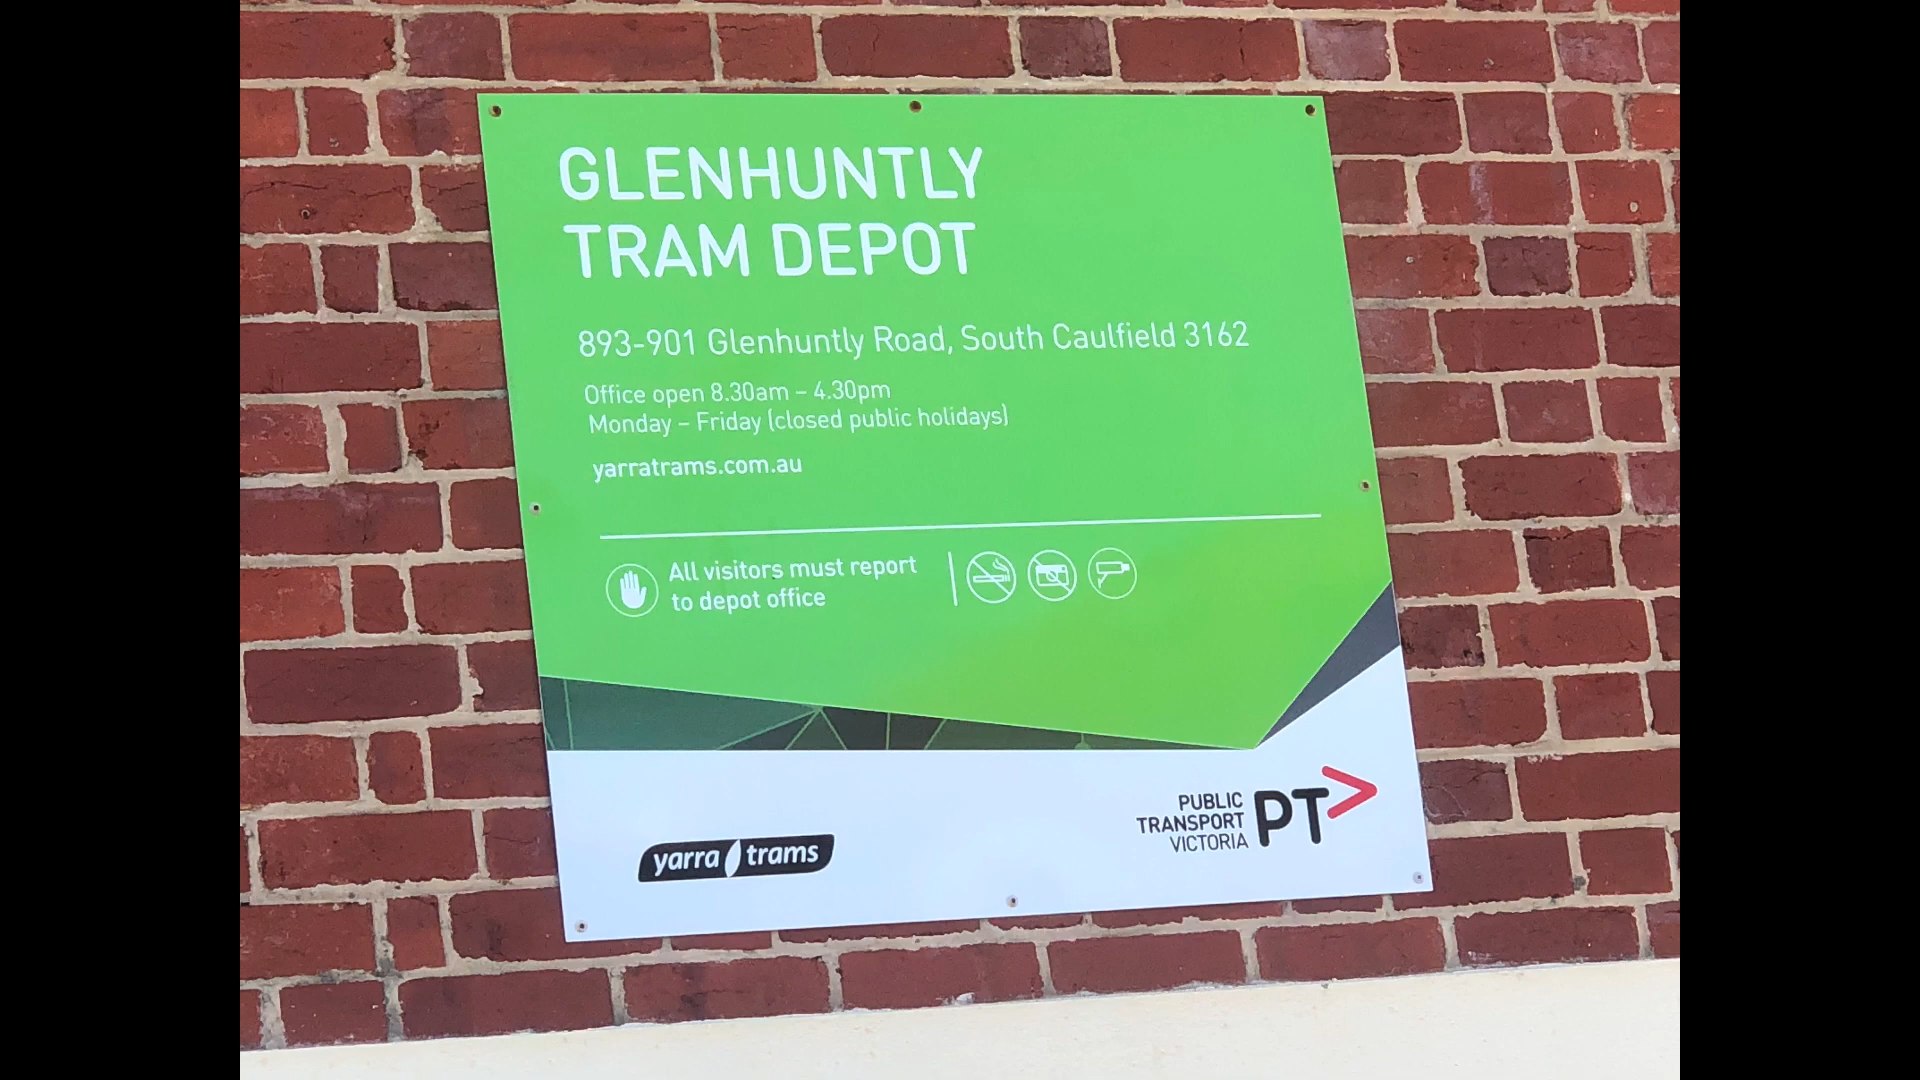 GLENHUNTLY
TRAM DEPOT
893-901 Glenhuntly Road, South Caulfield 3162
Office open 8.30am – 4.30pm
Monday – Friday (closed public holidays)
yarratrams.com.au
All visitors must report
to depot office
yarra trams
PUBLIC
TRANSPORT
VICTORIA
PT